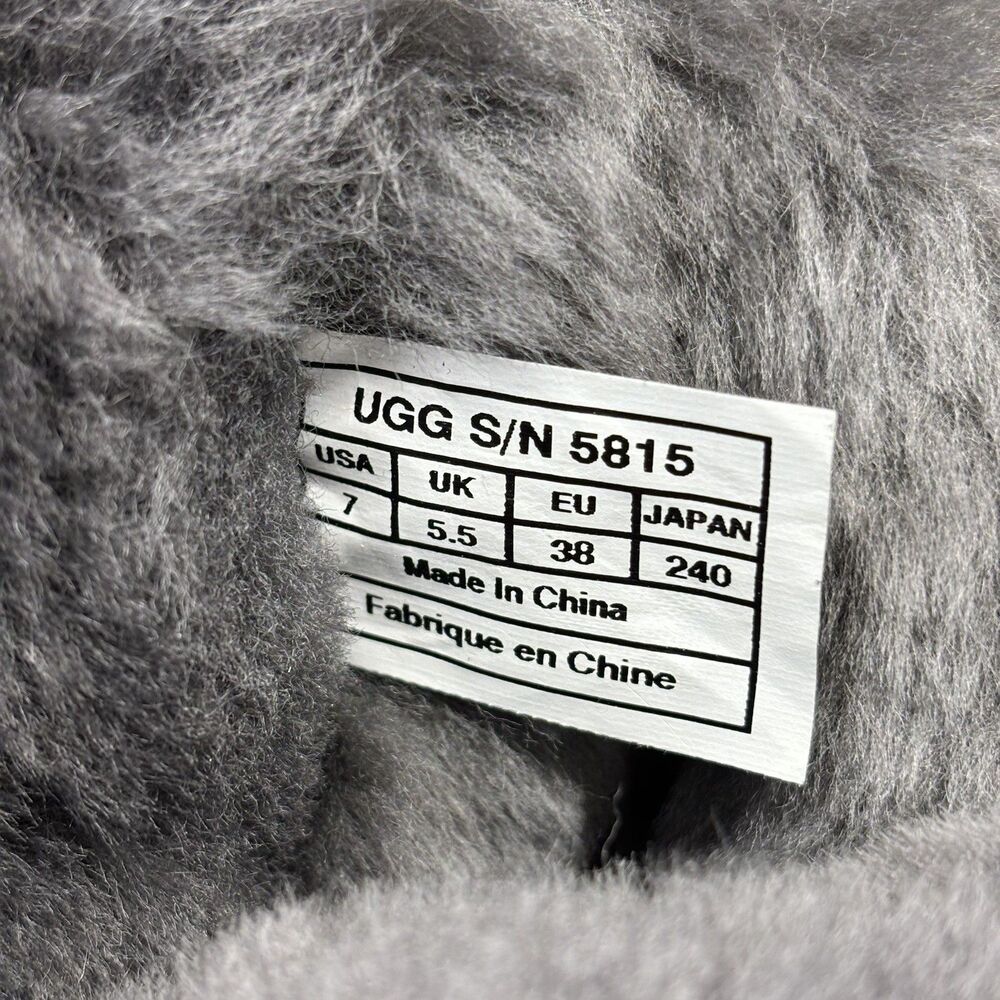 UGG S/N 5815
USA UK EU JAPAN
7 5.5 38 240
Made In China
Fabrique en Chine